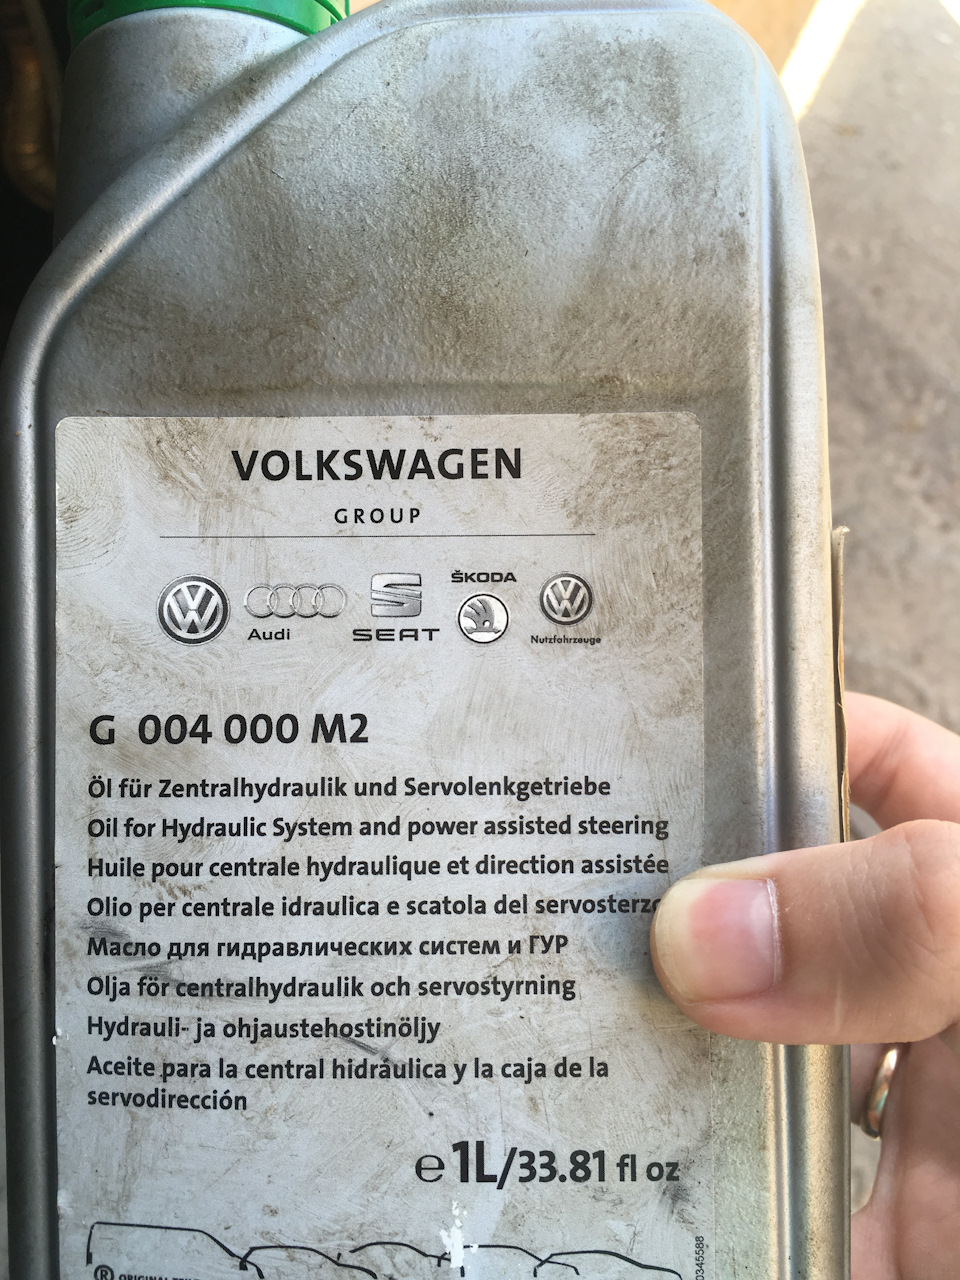 VOLKSWAGEN
GROUP
Audi
SEAT
ŠKODA
Nutzfahrzeuge
G 004 000 M2
Öl für Zentralhydraulik und Servolenkgetriebe
Oil for Hydraulic System and power assisted steering
Huile pour centrale hydraulique et direction assistée
Olio per centrale idraulica e scatola del
Масло для гидравлических систем и ГУР
Olja för centralhydraulik och servostyrning
Hydrauli- ja ohjaustehostinöljy
Aceite para la central hidráulica y la caja de la
servodirección
e 1L/33.81 fl oz
® ORIGINAL
0345588